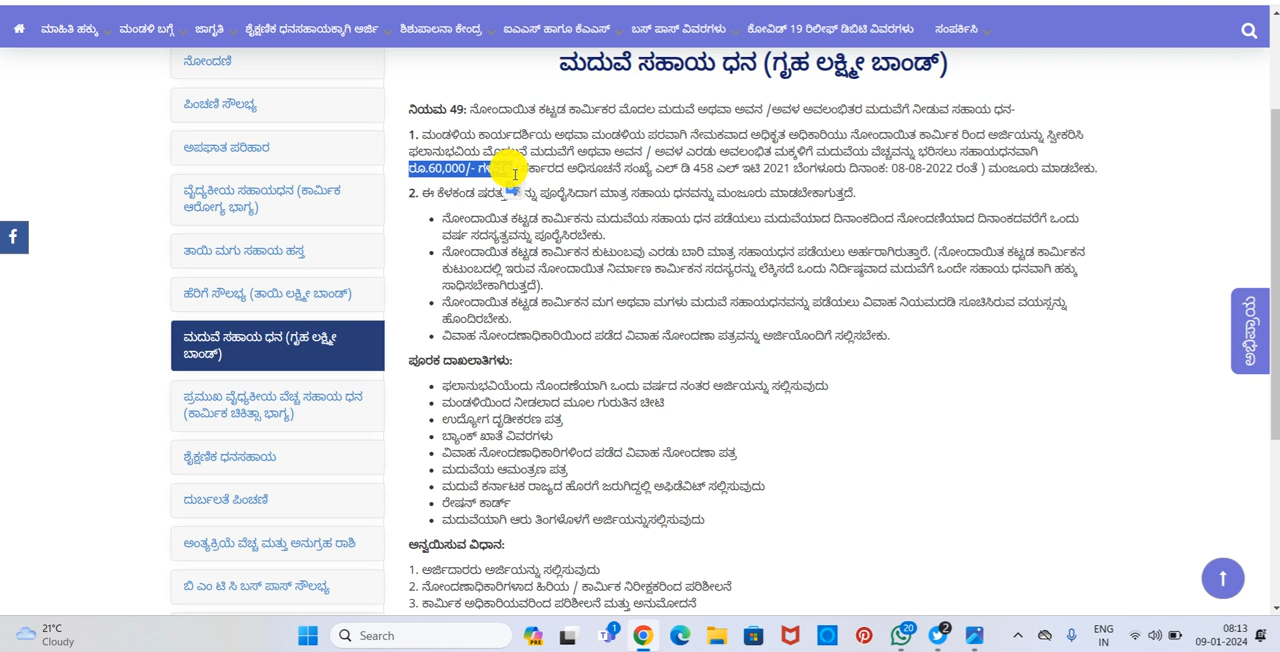 ಮಾಹಿತಿ ಹಕ್ಕು ಮಂಡಳಿ ಬಗ್ಗೆ ಜಾಗೃತಿ ಶೈಕ್ಷಣಿಕ ಧನಸಹಾಯಕ್ಕಾಗಿ ಅರ್ಜಿ ಶಿಶುಪಾಲನಾ ಕೇಂದ್ರ ಐಎಎಸ್ ಹಾಗೂ ಕೆಎಎಸ್ ಬಸ್ ಪಾಸ್ ವಿವರಗಳು ಕೋವಿಡ್ 19 ರಿಲೀಫ್ ಡಿಬಿಟಿ ವಿವರಗಳು ಸಂಪರ್ಕಿಸಿ
ನೋಂದಣಿ
ಪಿಂಚಣಿ ಸೌಲಭ್ಯ
ಅಪಘಾತ ಪರಿಹಾರ
ವೈದ್ಯಕೀಯ ಸಹಾಯಧನ (ಕಾರ್ಮಿಕ
ಆರೋಗ್ಯ ಭಾಗ್ಯ)
ತಾಯಿ ಮಗು ಸಹಾಯ ಹಸ್ತ
ಹೆರಿಗೆ ಸೌಲಭ್ಯ (ತಾಯಿ ಲಕ್ಷ್ಮೀ ಬಾಂಡ್)
ಮದುವೆ ಸಹಾಯ ಧನ (ಗೃಹ ಲಕ್ಷ್ಮೀ
ಬಾಂಡ್)
ಪ್ರಮುಖ ವೈದ್ಯಕೀಯ ವೆಚ್ಚ ಸಹಾಯ ಧನ
(ಕಾರ್ಮಿಕ ಚಿಕಿತ್ಸಾ ಭಾಗ್ಯ)
ಶೈಕ್ಷಣಿಕ ಧನಸಹಾಯ
ದುರ್ಬಲತೆ ಪಿಂಚಣಿ
ಅಂತ್ಯಕ್ರಿಯೆ ವೆಚ್ಚ ಮತ್ತು ಅನುಗ್ರಹ ರಾಶಿ
ಬಿ ಎಂ ಟಿ ಸಿ ಬಸ್ ಪಾಸ್ ಸೌಲಭ್ಯ
ಮದುವೆ ಸಹಾಯ ಧನ (ಗೃಹ ಲಕ್ಷ್ಮೀ ಬಾಂಡ್)
ನಿಯಮ 49: ನೋಂದಾಯಿತ ಕಟ್ಟಡ ಕಾರ್ಮಿಕರ ಮೊದಲ ಮದುವೆ ಅಥವಾ ಅವನ /ಅವಳ ಅವಲಂಭಿತರ ಮದುವೆಗೆ ನೀಡುವ ಸಹಾಯ ಧನ-
1. ಮಂಡಳಿಯ ಕಾರ್ಯದರ್ಶಿಯ ಅಥವಾ ಮಂಡಳಿಯ ಪರವಾಗಿ ನೇಮಕವಾದ ಅಧಿಕೃತ ಅಧಿಕಾರಿಯು ನೋಂದಾಯಿತ ಕಾರ್ಮಿಕ ರಿಂದ ಅರ್ಜಿಯನ್ನು ಸ್ವೀಕರಿಸಿ
ಫಲಾನುಭವಿಯ ಮೊದಲನೆ ಮದುವೆಗೆ ಅಥವಾ ಅವನ / ಅವಳ ಎರಡು ಅವಲಂಬಿತ ಮಕ್ಕಳಿಗೆ ಮದುವೆಯ ವೆಚ್ಚವನ್ನು ಭರಿಸಲು ಸಹಾಯಧನವಾಗಿ
ರೂ.60,000/- ಅಧಿಸೂಚನೆ ಸಂಖ್ಯೆ ಎಲ್ ಡಿ 458 ಎಲ್ ಇಟಿ 2021 ಬೆಂಗಳೂರು ದಿನಾಂಕ: 08-08-2022 ರಂತೆ ) ಮಂಜೂರು ಮಾಡಬೇಕು.
2. ಈ ಕೆಳಕಂಡ ಪೂರೈಸಿದಾಗ ಮಾತ್ರ ಸಹಾಯ ಧನವನ್ನು ಮಂಜೂರು ಮಾಡಬೇಕಾಗುತ್ತದೆ.
• ನೋಂದಾಯಿತ ಕಟ್ಟಡ ಕಾರ್ಮಿಕನು ಮದುವೆಯ ಸಹಾಯ ಧನ ಪಡೆಯಲು ಮದುವೆಯಾದ ದಿನಾಂಕದಿಂದ ನೋಂದಣಿಯಾದ ದಿನಾಂಕದವರೆಗೆ ಒಂದು
ವರ್ಷ ಸದಸ್ಯತ್ವವನ್ನು ಪೂರೈಸಿರಬೇಕು.
• ನೋಂದಾಯಿತ ಕಟ್ಟಡ ಕಾರ್ಮಿಕನ ಕುಟುಂಬವು ಎರಡು ಬಾರಿ ಮಾತ್ರ ಸಹಾಯಧನ ಪಡೆಯಲು ಅರ್ಹರಾಗಿರುತ್ತಾರೆ. (ನೋಂದಾಯಿತ ಕಟ್ಟಡ ಕಾರ್ಮಿಕನ
ಕುಟುಂಬದಲ್ಲಿ ಇರುವ ನೋಂದಾಯಿತ ನಿರ್ಮಾಣ ಕಾರ್ಮಿಕನ ಸದಸ್ಯರನ್ನು ಲೆಕ್ಕಿಸದೆ ಒಂದು ನಿರ್ದಿಷ್ಠವಾದ ಮದುವೆಗೆ ಒಂದೇ ಸಹಾಯ ಧನವಾಗಿ ಹಕ್ಕು
ಸಾಧಿಸಬೇಕಾಗಿರುತ್ತದೆ).
• ನೋಂದಾಯಿತ ಕಟ್ಟಡ ಕಾರ್ಮಿಕನ ಮಗ ಅಥವಾ ಮಗಳು ಮದುವೆ ಸಹಾಯಧನವನ್ನು ಪಡೆಯಲು ವಿವಾಹ ನಿಯಮದಡಿ ಸೂಚಿಸಿರುವ ವಯಸ್ಸನ್ನು
ಹೊಂದಿರಬೇಕು.
• ವಿವಾಹ ನೋಂದಣಾಧಿಕಾರಿಯಿಂದ ಪಡೆದ ವಿವಾಹ ನೋಂದಣಾ ಪತ್ರವನ್ನು ಅರ್ಜಿಯೊಂದಿಗೆ ಸಲ್ಲಿಸಬೇಕು.
ಪೂರಕ ದಾಖಲಾತಿಗಳು:
• ಫಲಾನುಭವಿಯೆಂದು ನೊಂದಣೆಯಾಗಿ ಒಂದು ವರ್ಷದ ನಂತರ ಅರ್ಜಿಯನ್ನು ಸಲ್ಲಿಸುವುದು
• ಮಂಡಳಿಯಿಂದ ನೀಡಲಾದ ಮೂಲ ಗುರುತಿನ ಚೀಟಿ
• ಉದ್ಯೋಗ ದೃಡೀಕರಣ ಪತ್ರ
• ಬ್ಯಾಂಕ್ ಖಾತೆ ವಿವರಗಳು
• ವಿವಾಹ ನೋಂದಣಾಧಿಕಾರಿಗಳಿಂದ ಪಡೆದ ವಿವಾಹ ನೋಂದಣಾ ಪತ್ರ
• ಮದುವೆಯ ಆಮಂತ್ರಣ ಪತ್ರ
• ಮದುವೆ ಕರ್ನಾಟಕ ರಾಜ್ಯದ ಹೊರಗೆ ಜರುಗಿದ್ದಲ್ಲಿ ಅಫಿಡೆವಿಟ್ ಸಲ್ಲಿಸುವುದು
• ರೇಷನ್ ಕಾರ್ಡ್
• ಮದುವೆಯಾಗಿ ಆರು ತಿಂಗಳೊಳಗೆ ಅರ್ಜಿಯನ್ನುಸಲ್ಲಿಸುವುದು
ಅನ್ವಯಿಸುವ ವಿಧಾನ:
1. ಅರ್ಜಿದಾರರು ಅರ್ಜಿಯನ್ನು ಸಲ್ಲಿಸುವುದು
2. ನೋಂದಣಾಧಿಕಾರಿಗಳಾದ ಹಿರಿಯ / ಕಾರ್ಮಿಕ ನಿರೀಕ್ಷಕರಿಂದ ಪರಿಶೀಲನೆ
3. ಕಾರ್ಮಿಕ ಅಧಿಕಾರಿಯವರಿಂದ ಪರಿಶೀಲನೆ ಮತ್ತು ಅನುಮೋದನೆ
ಅಭಿಪ್ರಾಯ
21°C
Cloudy
Search
PRE
1
20
2
ENG
IN
08:13
09-01-2024